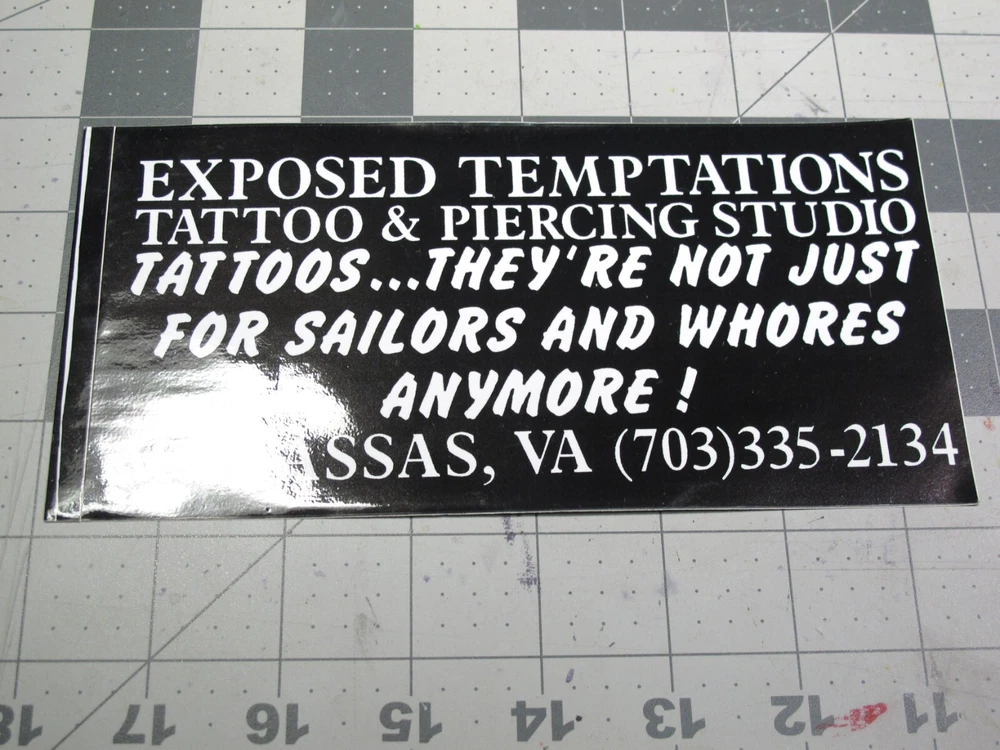 EXPOSED TEMPTATIONS
TATTOO & PIERCING STUDIO
TATTOOS...THEY'RE NOT JUST
FOR SAILORS AND WHORES
ANYMORE !
VA (703)335-2134
18 17 16 15 14 13 12 11